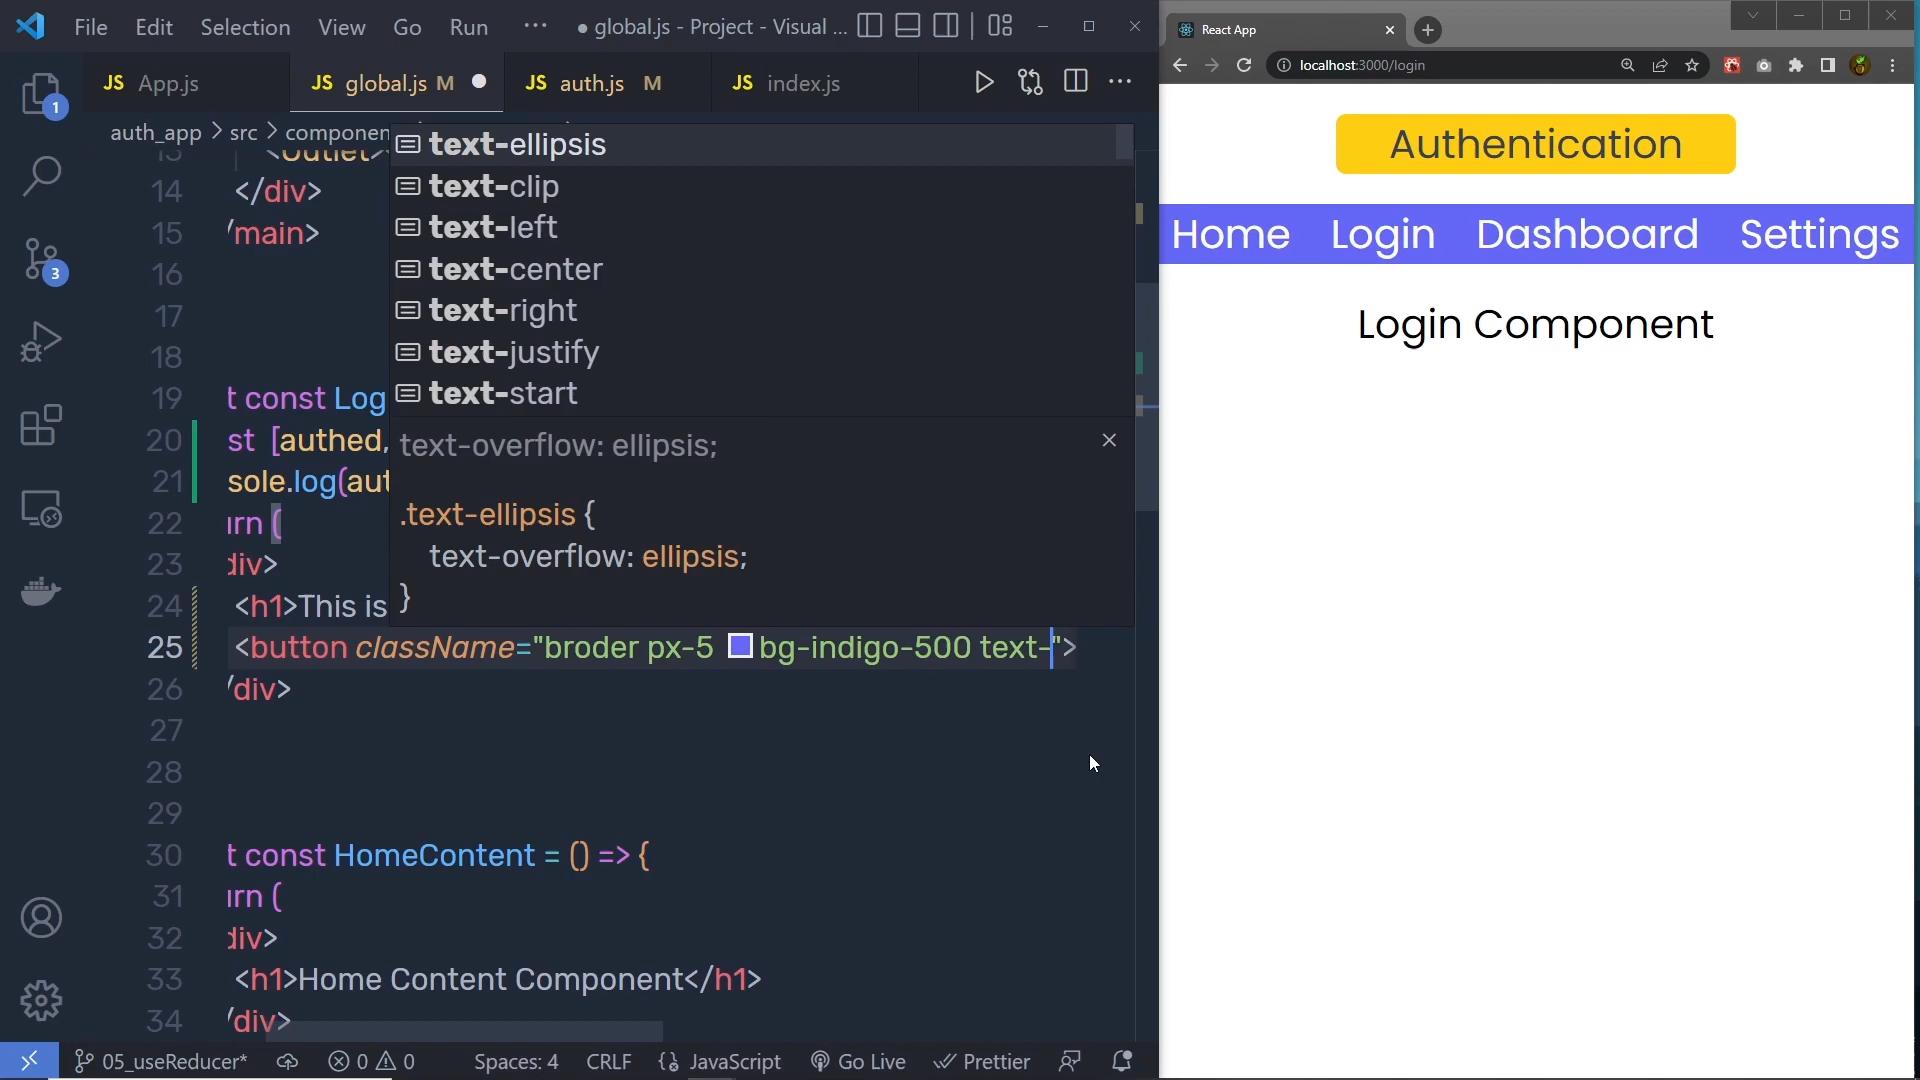 File Edit Selection View Go Run ··· ● global.js - Project - Visual ...
JS App.js JS global.js M ● JS auth.js M JS index.js
auth_app > src > componen
1
3
13 <Outlet>
14 </div>
15 /main>
16
17
18
19 t const Log
20 st [authed,
21 sole.log(aut
22 irn (
23 div>
24 <h1>This is
25 <button className="broder px-5 bg-indigo-500 text-">
26 /div>
27
28
29
30 t const HomeContent = () => {
31 irn (
32 div>
33 <h1>Home Content Component</h1>
34 /div>
text-ellipsis
text-clip
text-left
text-center
text-right
text-justify
text-start
text-overflow: ellipsis;
.text-ellipsis {
text-overflow: ellipsis;
}
05_useReducer* 0 0 Spaces: 4 CRLF {} JavaScript Go Live Prettier
React App
localhost:3000/login
Authentication
Home Login Dashboard Settings
Login Component